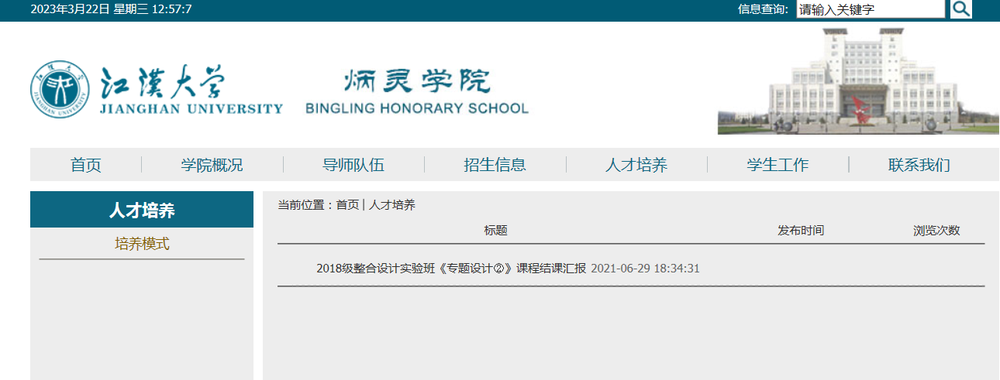 2023年3月22日 星期三 12:57:7
信息查询:
请输入关键字
江漢大学
JIANGHAN UNIVERSITY
炳灵学院
BINGLING HONORARY SCHOOL
首页
学院概况
导师队伍
招生信息
人才培养
学生工作
联系我们
人才培养
培养模式
当前位置：首页 | 人才培养
标题 发布时间 浏览次数
2018级整合设计实验班《专题设计②》课程结课汇报 2021-06-29 18:34:31